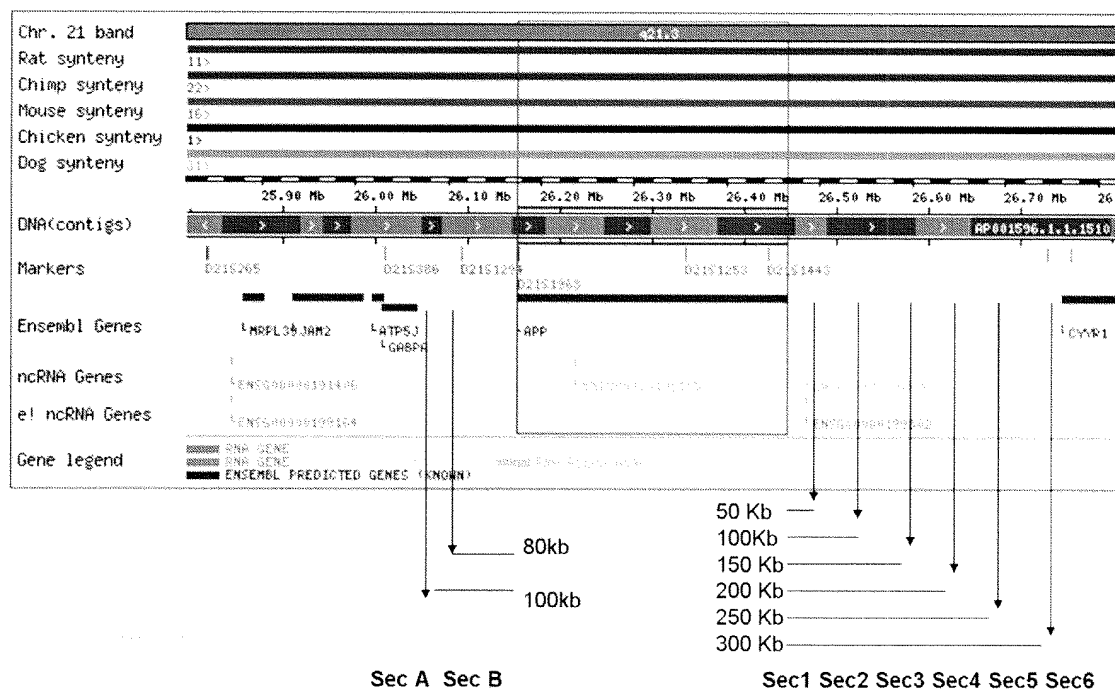 Chr. 21 band
q21.3
Rat synteny
11>
Chimp synteny
22>
Mouse synteny
16>
Chicken synteny
1>
Dog synteny
31>
25.90 Mb 26.00 Mb 26.10 Mb 26.20 Mb 26.30 Mb 26.40 Mb 26.50 Mb 26.60 Mb 26.70 Mb 26
DNA(contigs)
AP001596.1.1.1510
Markers
D21S265 D21S386 D21S1254 D21S1253 D21S1443
D21S1963
Ensembl Genes
MRPL39 JAM2 ATP5J APP CYYR1
GABPA
ncRNA Genes
e! ncRNA Genes
Gene legend
RNA GENE
RNA GENE
ENSEMBL PREDICTED GENES (KNOWN)
50 Kb
100Kb
80kb
150 Kb
200 Kb
100kb
250 Kb
300 Kb
Sec A Sec B Sec1 Sec2 Sec3 Sec4 Sec5 Sec6